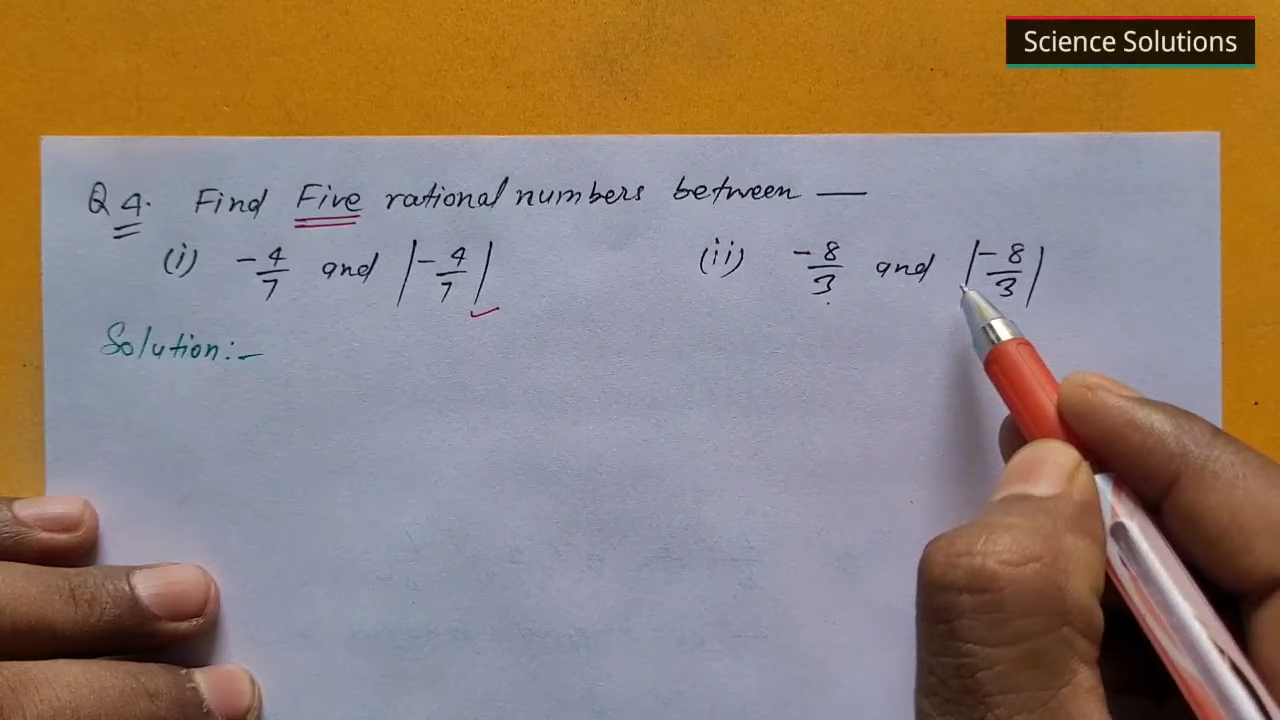 Science Solutions
Q 4. Find Five rational numbers between —
(i) -4/7 and |-4/7| (ii) -8/3 and |-8/3|
Solution:-